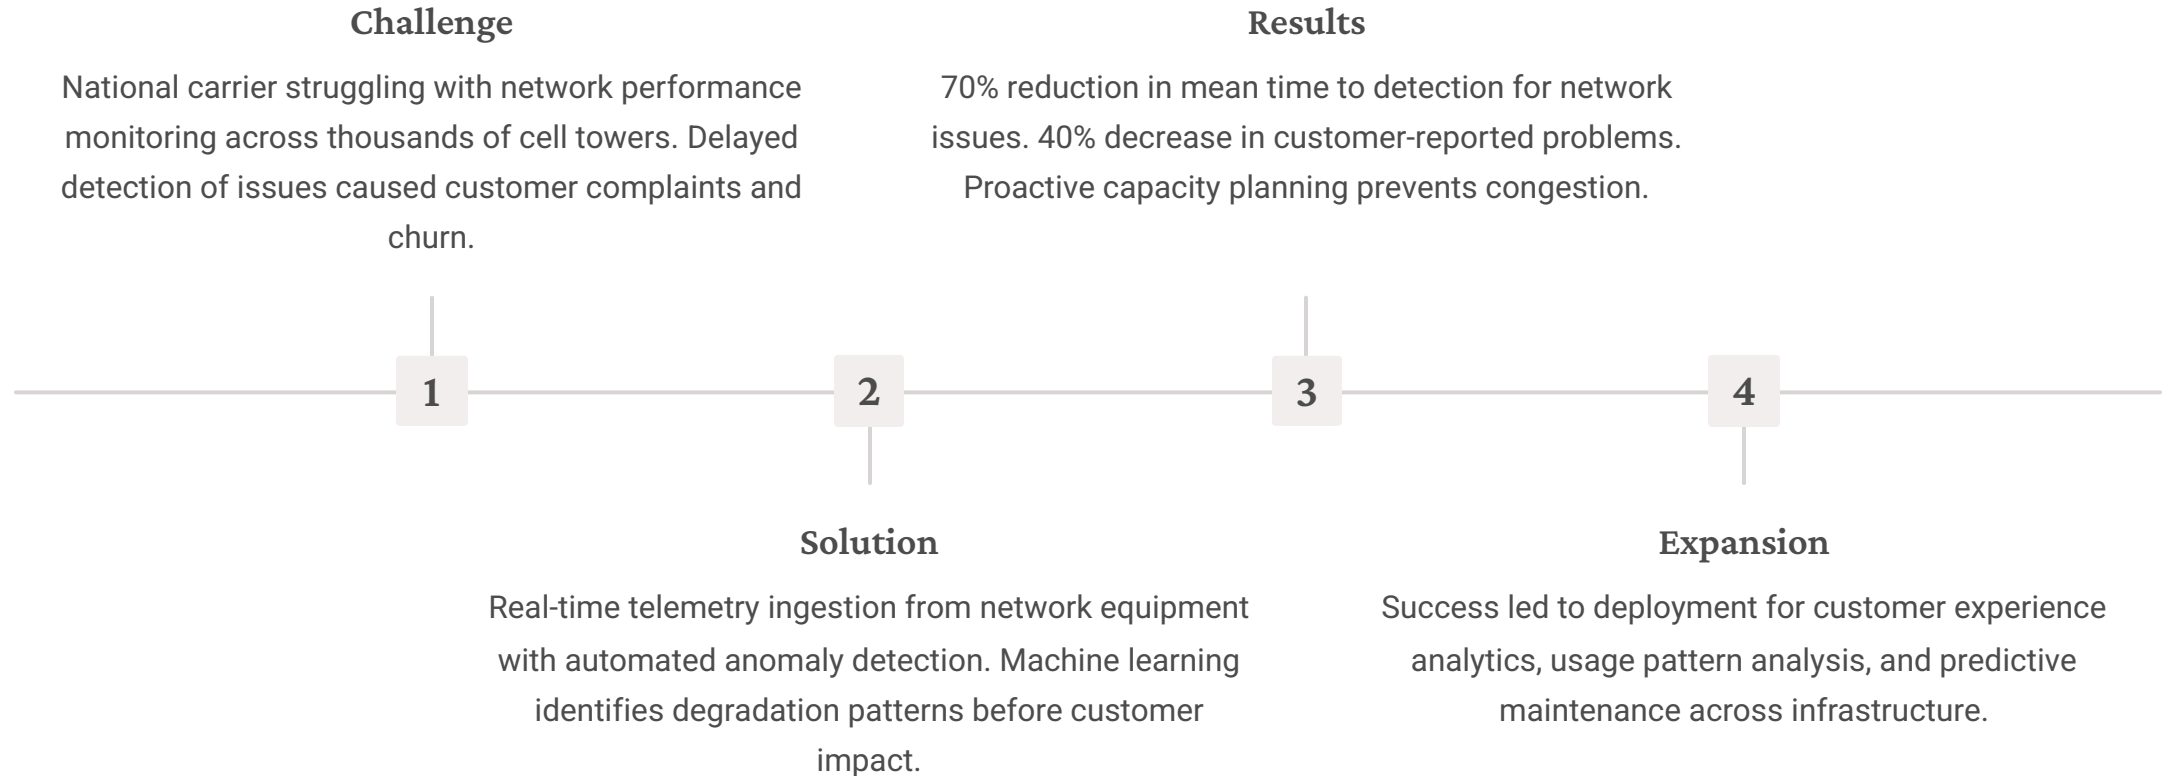 Challenge
National carrier struggling with network performance
monitoring across thousands of cell towers. Delayed
detection of issues caused customer complaints and
churn.
1
2
Solution
Real-time telemetry ingestion from network equipment
with automated anomaly detection. Machine learning
identifies degradation patterns before customer
impact.
Results
70% reduction in mean time to detection for network
issues. 40% decrease in customer-reported problems.
Proactive capacity planning prevents congestion.
3
4
Expansion
Success led to deployment for customer experience
analytics, usage pattern analysis, and predictive
maintenance across infrastructure.